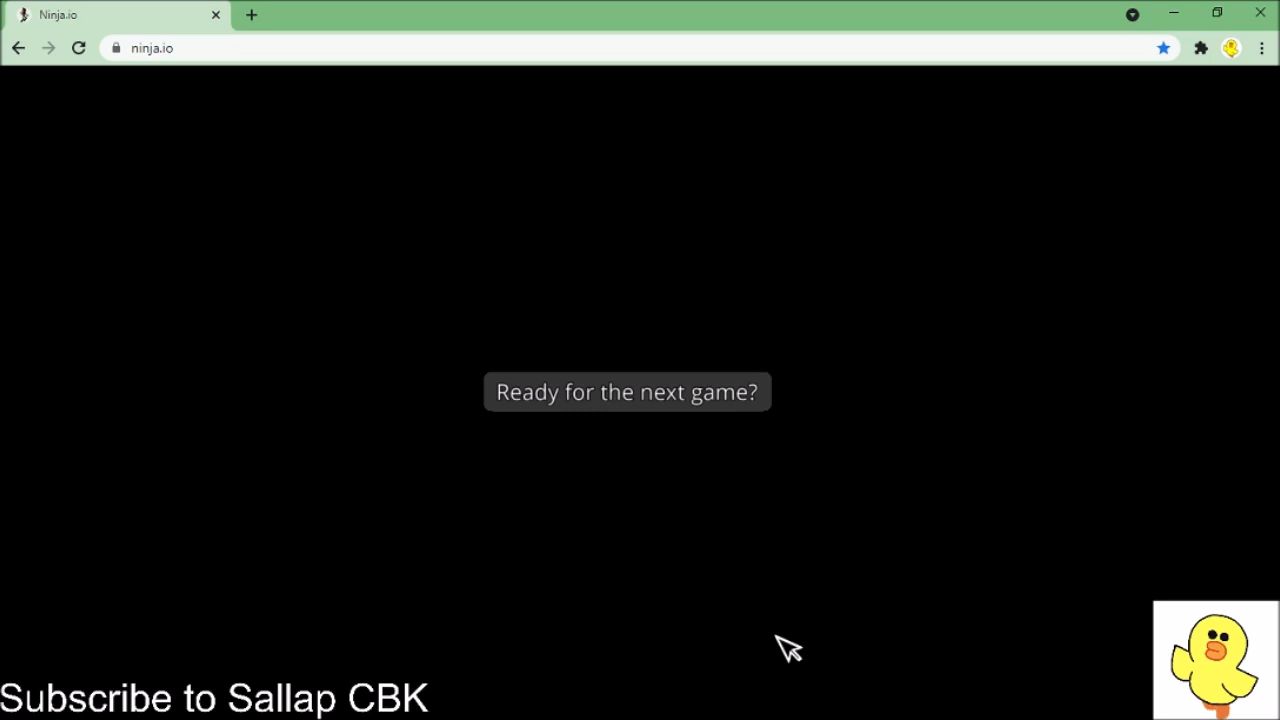 Ninja.io
ninja.io
Ready for the next game?
Subscribe to Sallap CBK